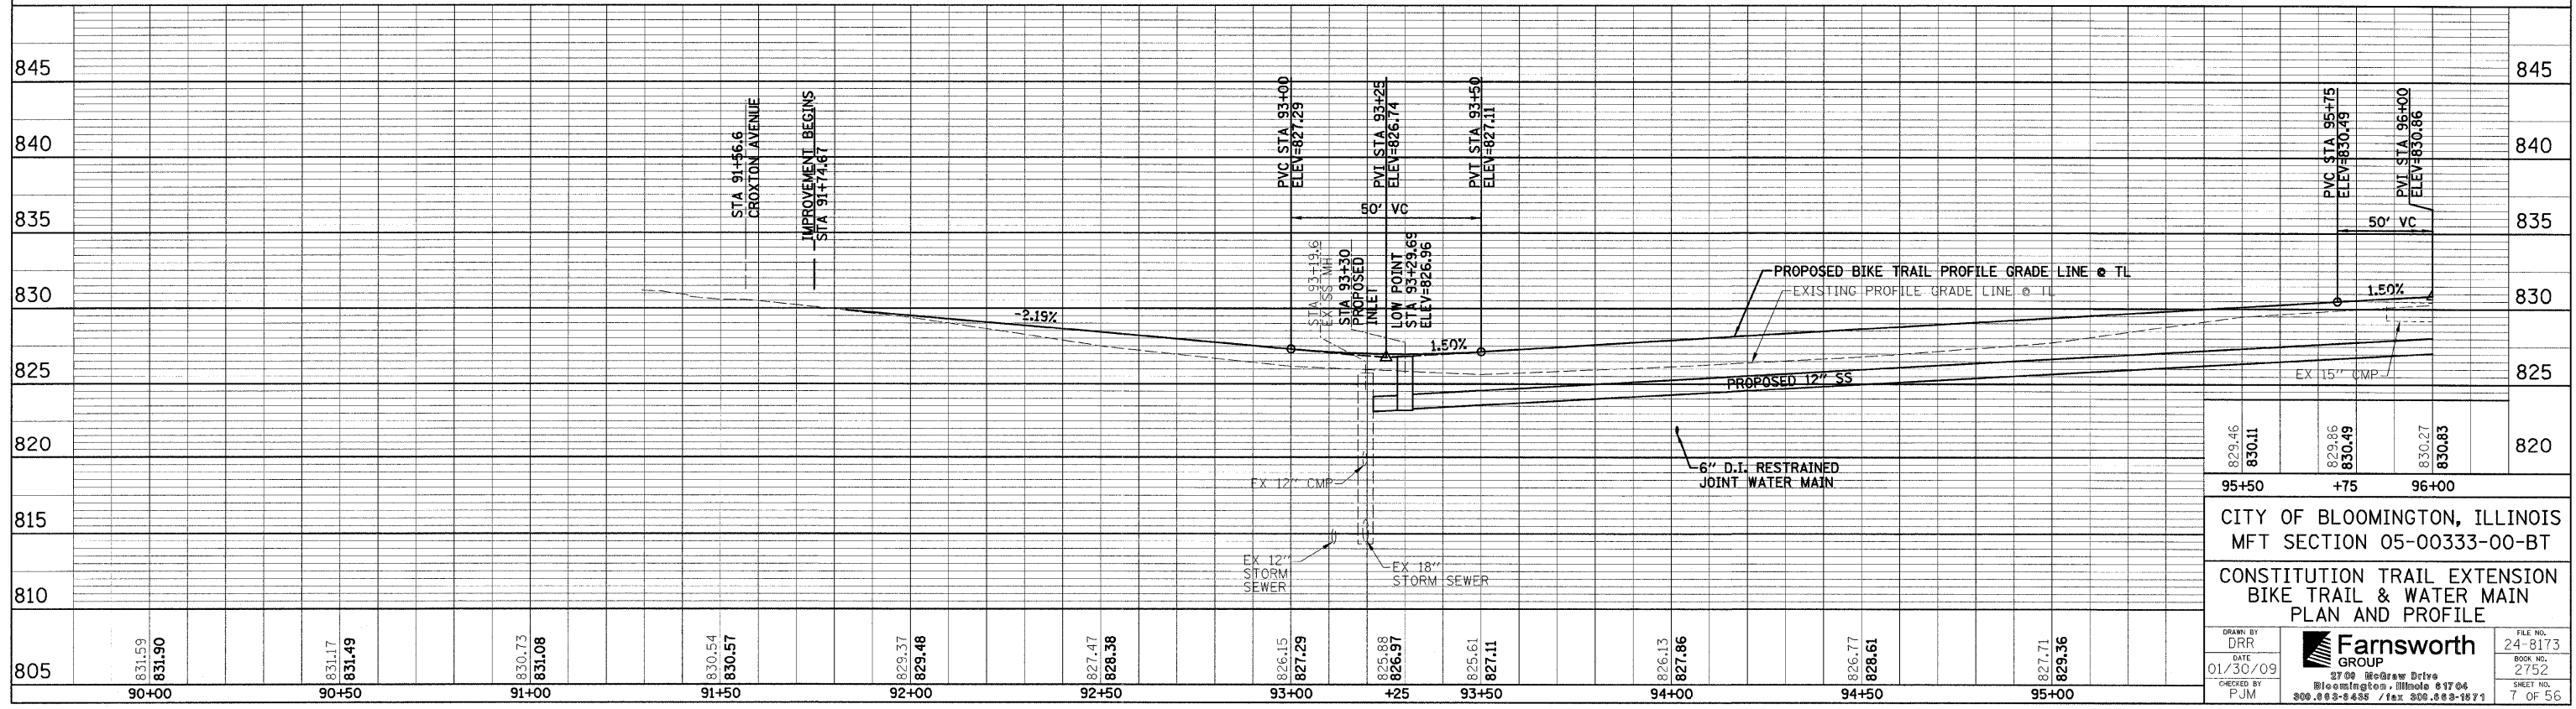 845
840
835
830
825
820
815
810
805
845
840
835
830
825
820
STA 91+56.6
CROXTON AVENUE
IMPROVEMENT BEGINS
STA 91+74.67
PVC STA 93+00
ELEV=827.29
PVI STA 93+25
ELEV=826.74
PVT STA 93+50
ELEV=827.11
50' VC
STA 93+19.6
EX SS MH
STA 93+30
PROPOSED
INLET
LOW POINT
STA 93+29.69
ELEV=826.96
PVC STA 95+75
ELEV=830.49
PVI STA 96+00
ELEV=830.86
50' VC
1.50%
-2.19%
1.50%
PROPOSED BIKE TRAIL PROFILE GRADE LINE @ TL
EXISTING PROFILE GRADE LINE @ TL
PROPOSED 12" SS
EX 15" CMP
6" D.I. RESTRAINED
JOINT WATER MAIN
EX 12" CMP
EX 12"
STORM
SEWER
EX 18"
STORM SEWER
831.59
831.90
831.17
831.49
830.73
831.08
830.54
830.57
829.37
829.48
827.47
828.38
826.15
827.29
825.88
826.97
825.61
827.11
826.13
827.86
826.77
828.61
827.71
829.36
829.46
830.11
829.86
830.49
830.27
830.83
90+00 90+50 91+00 91+50 92+00 92+50 93+00 +25 93+50 94+00 94+50 95+00
95+50 +75 96+00
CITY OF BLOOMINGTON, ILLINOIS
MFT SECTION 05-00333-00-BT
CONSTITUTION TRAIL EXTENSION
BIKE TRAIL & WATER MAIN
PLAN AND PROFILE
DRAWN BY
DRR
DATE
01/30/09
CHECKED BY
PJM
Farnsworth
GROUP
2709 McGraw Drive
Bloomington, Illinois 61704
309.663-8435 / fax 309.663-1571
FILE NO.
24-8173
BOOK NO.
2752
SHEET NO.
7 OF 56